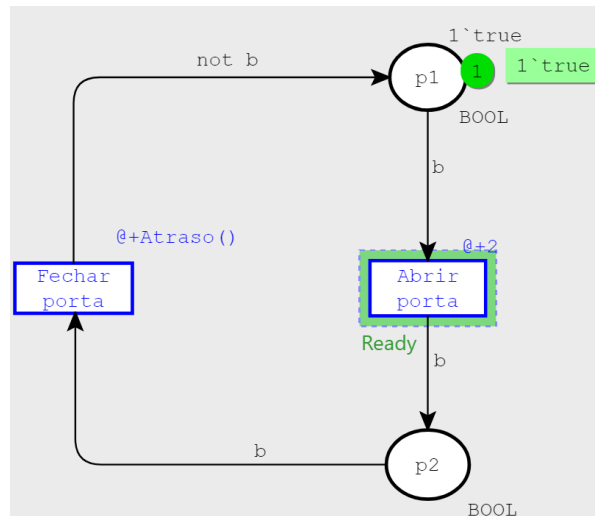 1`true
not b
p1
1
1`true
BOOL
b
@+Atraso()
@+2
Fechar
porta
Abrir
porta
Ready
b
b
p2
BOOL